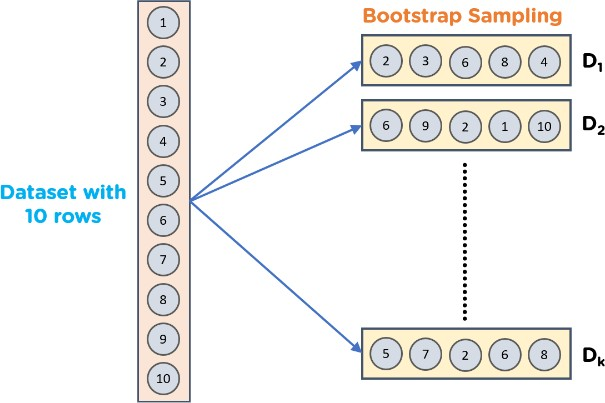 Bootstrap Sampling
1
2
3
4
5
6
7
8
9
10
Dataset with
10 rows
2 3 6 8 4 D1
6 9 2 1 10 D2
5 7 2 6 8 Dk